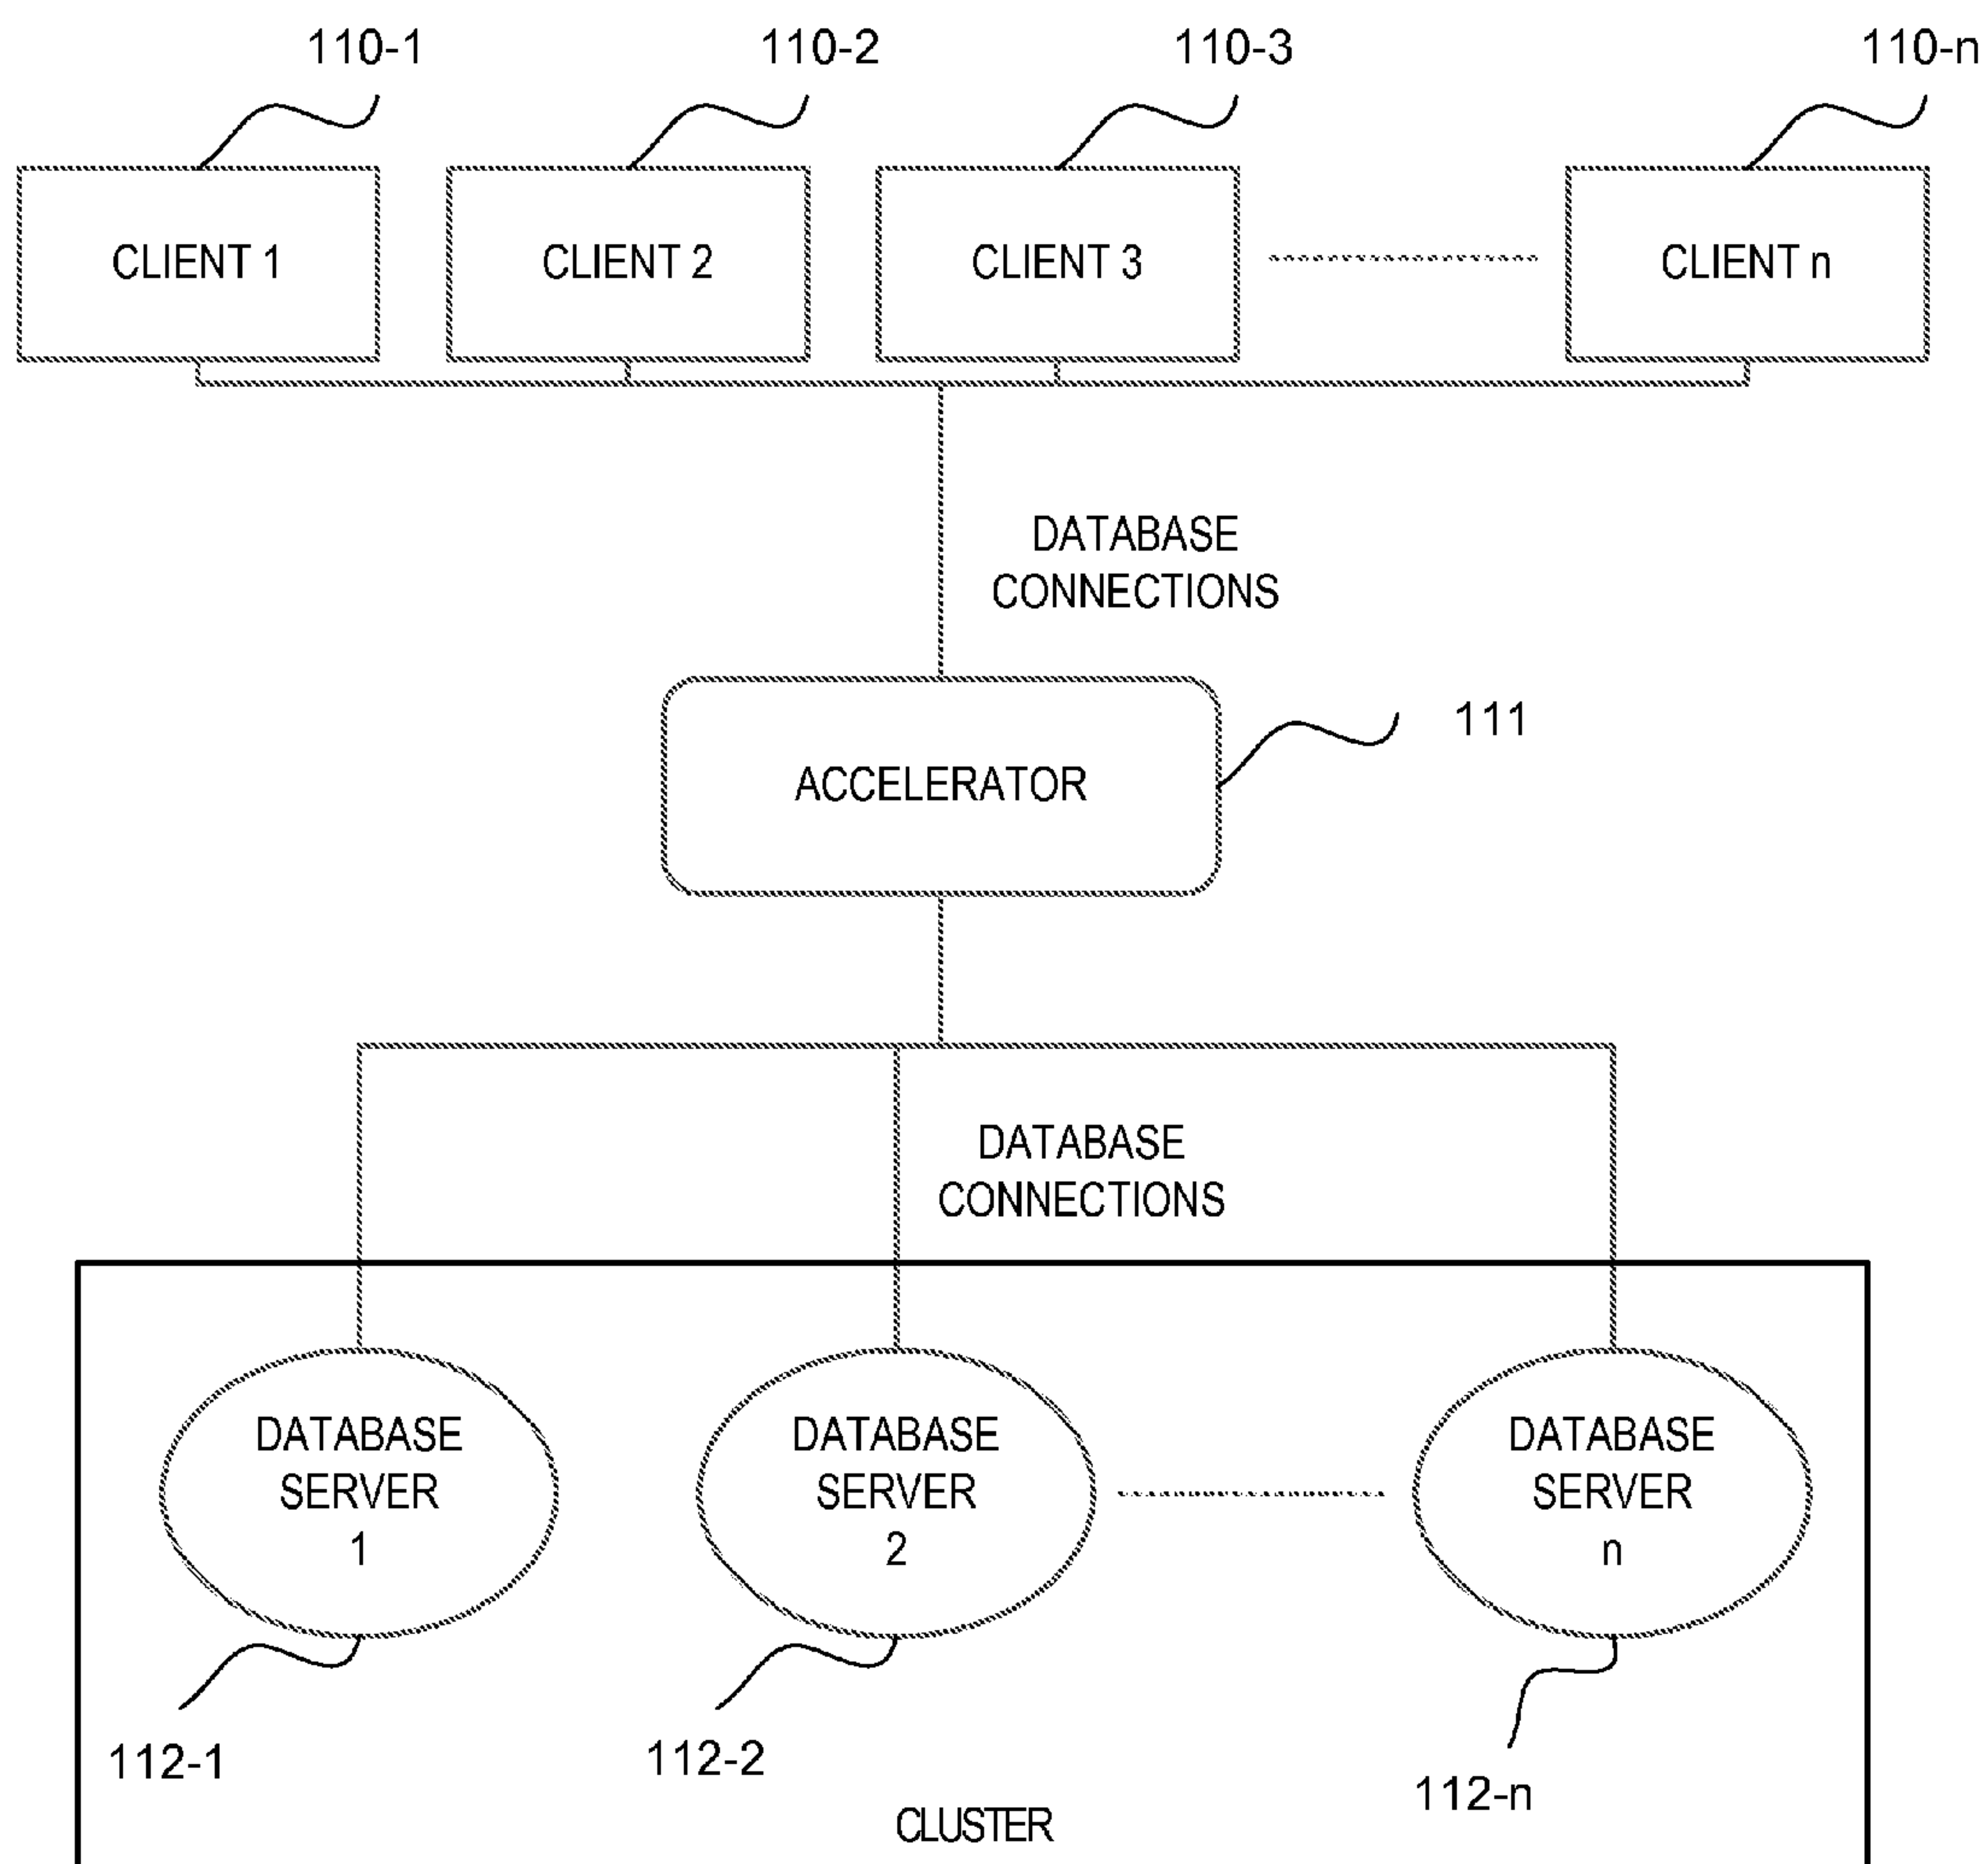 110-1 110-2 110-3 110-n
CLIENT 1 CLIENT 2 CLIENT 3 CLIENT n
DATABASE
CONNECTIONS
111
ACCELERATOR
DATABASE
CONNECTIONS
DATABASE
SERVER
1
DATABASE
SERVER
2
DATABASE
SERVER
n
112-1
112-2
112-n
CLUSTER